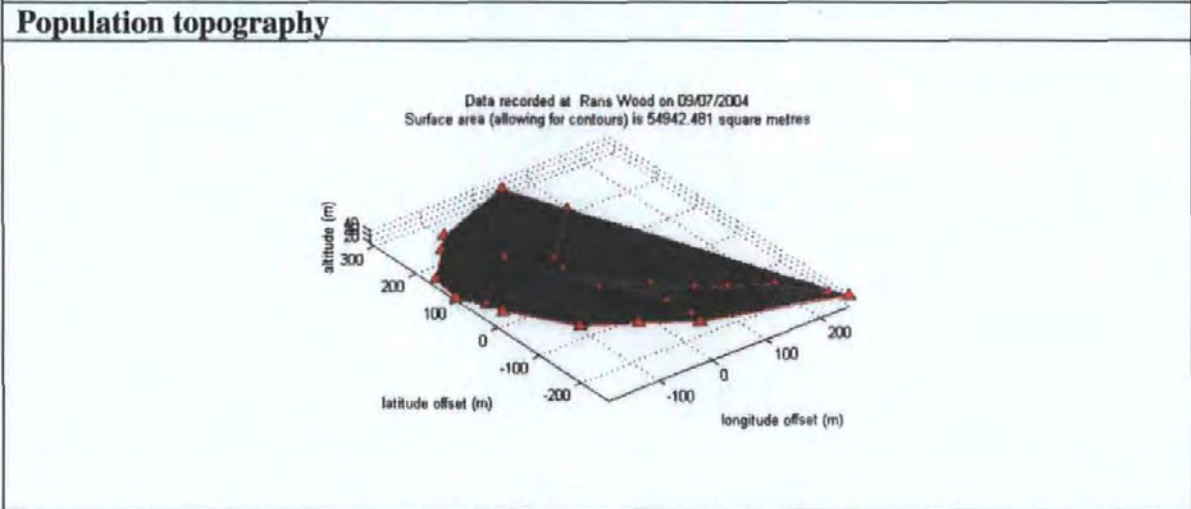 Population topography
Data recorded at Rans Wood on 09/07/2004
Surface area (allowing for contours) is 54942.481 square metres
altitude (m)
20
300
200
100
0
-100
-200
latitude offset (m)
200
100
0
-100
longitude offset (m)